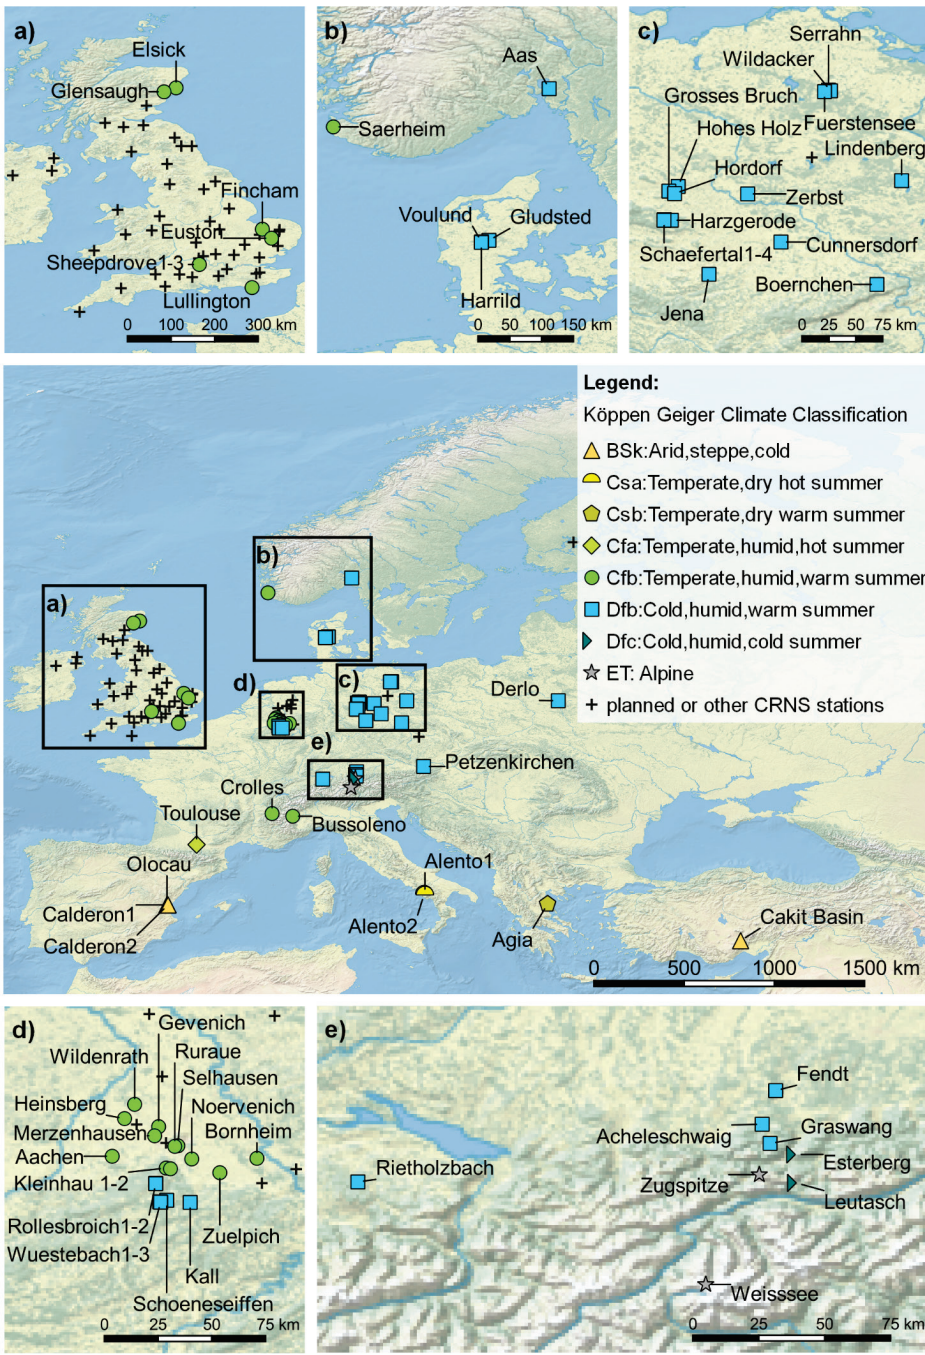 a)
Elsick
Glensaugh
Fincham
Euston
Sheepdrove1-3
Lullington
0 100 200 300 km
b)
Aas
Saerheim
Voulund
Gludsted
Harrild
0 50 100 150 km
c)
Serrahn
Wildacker
Grosses Bruch
Hohes Holz
Fuerstensee
Lindenberg
Hordorf
Zerbst
Harzgerode
Schaefertal1-4
Cunnersdorf
Boernchen
Jena
0 25 50 75 km
Legend:
Köppen Geiger Climate Classification
BSk:Arid,steppe,cold
Csa:Temperate,dry hot summer
Csb:Temperate,dry warm summer
Cfa:Temperate,humid,hot summer
Cfb:Temperate,humid,warm summer
Dfb:Cold,humid,warm summer
Dfc:Cold,humid,cold summer
ET: Alpine
planned or other CRNS stations
b)
a)
d)
c)
Derlo
e)
Petzenkirchen
Crolles
Toulouse
Bussoleno
Olocau
Alento1
Calderon1
Calderon2
Alento2
Agia
Cakit Basin
0 500 1000 1500 km
d)
Gevenich
Wildenrath
Ruraue
Selhausen
Heinsberg
Noervenich
Merzenhausen
Bornheim
Aachen
Kleinhau 1-2
Rollesbroich1-2
Zuelpich
Wuestebach1-3
Kall
Schoeneseiffen
0 25 50 75 km
e)
Fendt
Acheleschwaig
Graswang
Rietholzbach
Esterberg
Zugspitze
Leutasch
Weisssee
0 25 50 75 km